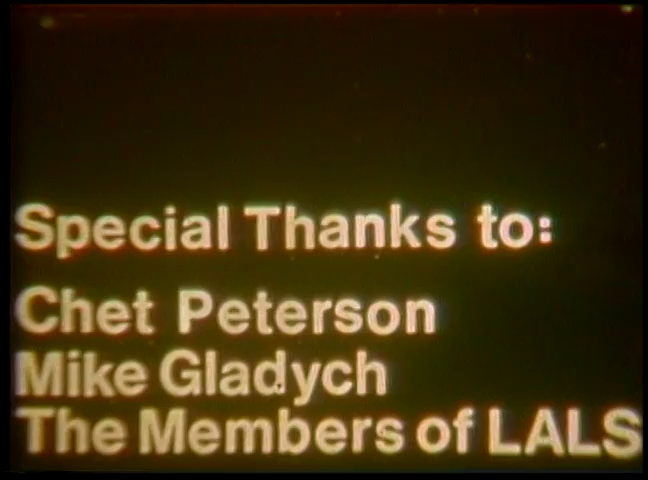 Special Thanks to:
Chet Peterson
Mike Gladych
The Members of LALS